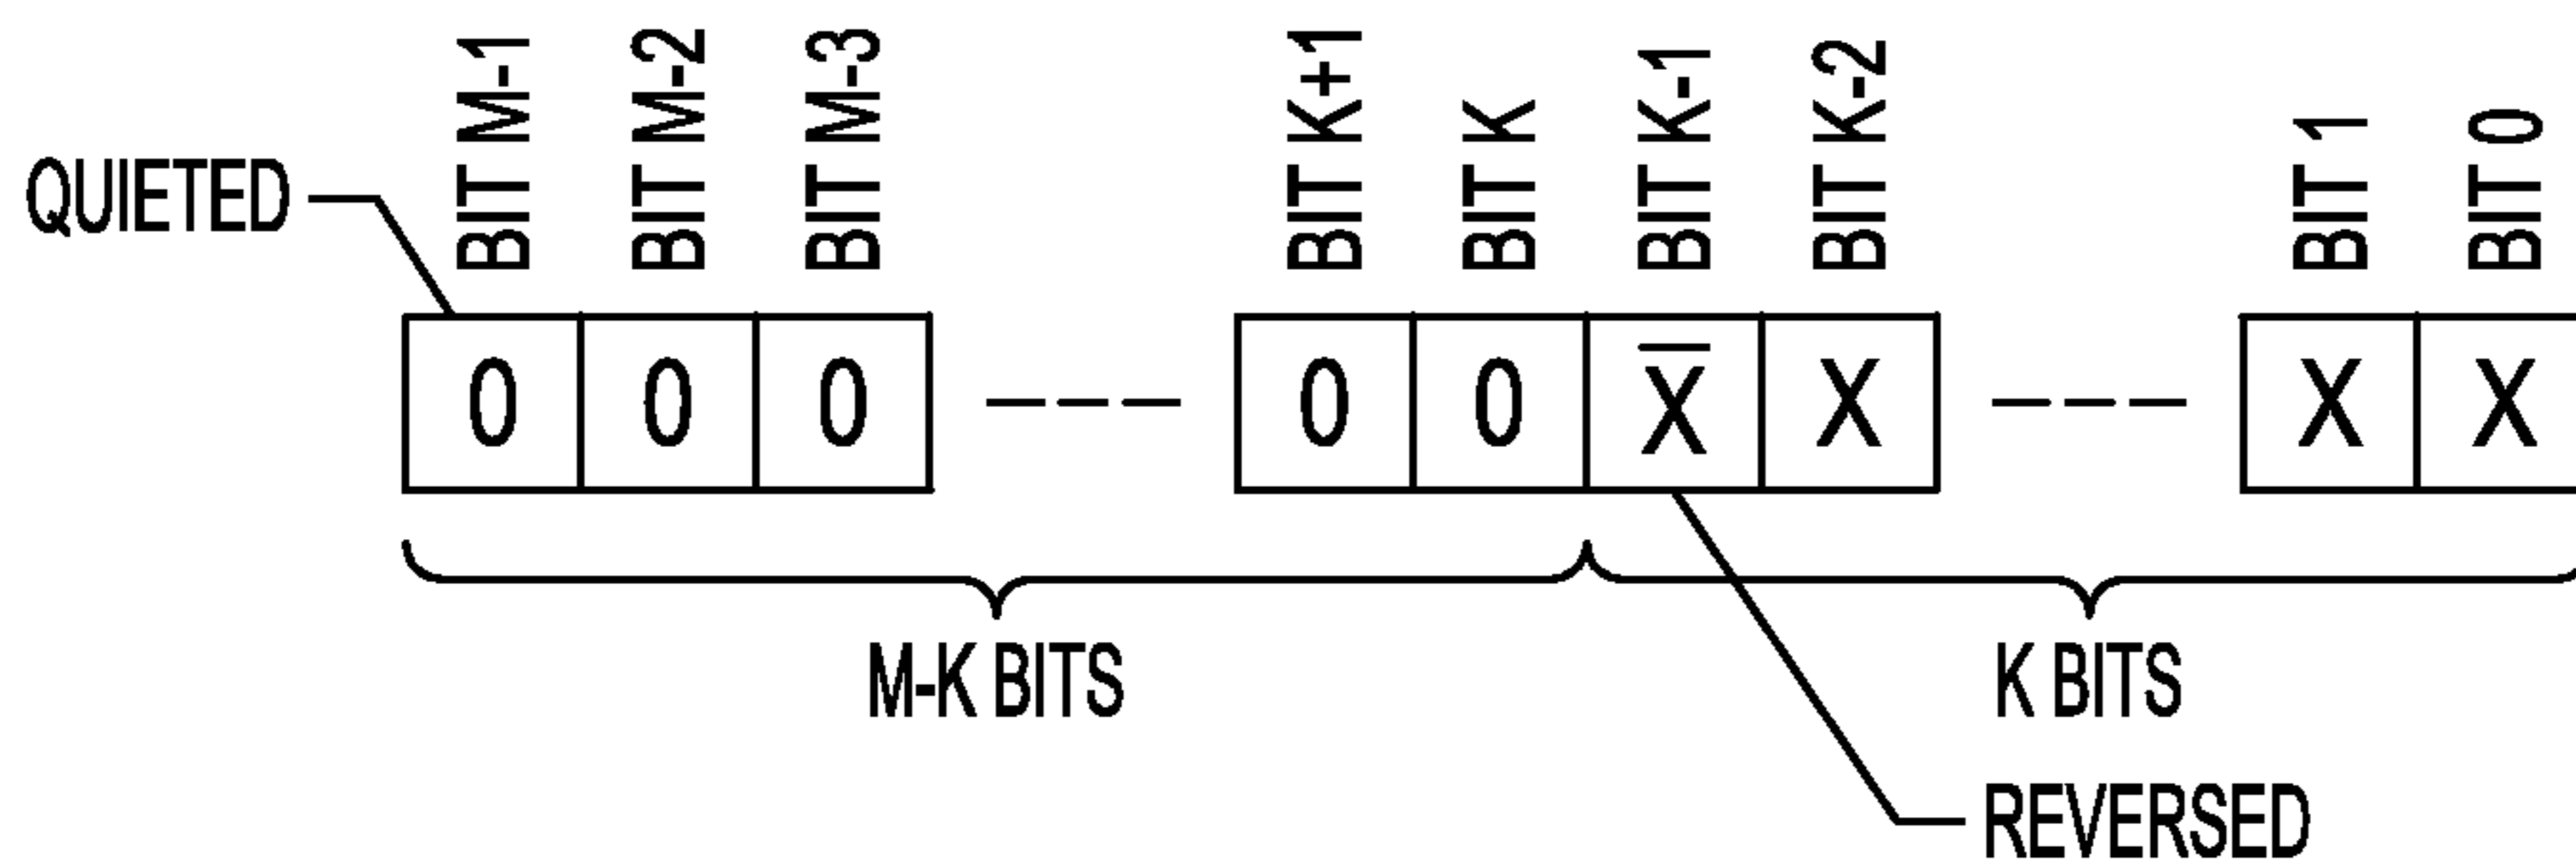 QUIETED
BIT M-1
BIT M-2
BIT M-3
BIT K+1
BIT K
BIT K-1
BIT K-2
BIT 1
BIT 0
0 0 0 --- 0 0 X̅ X --- X X
M-K BITS
K BITS
REVERSED